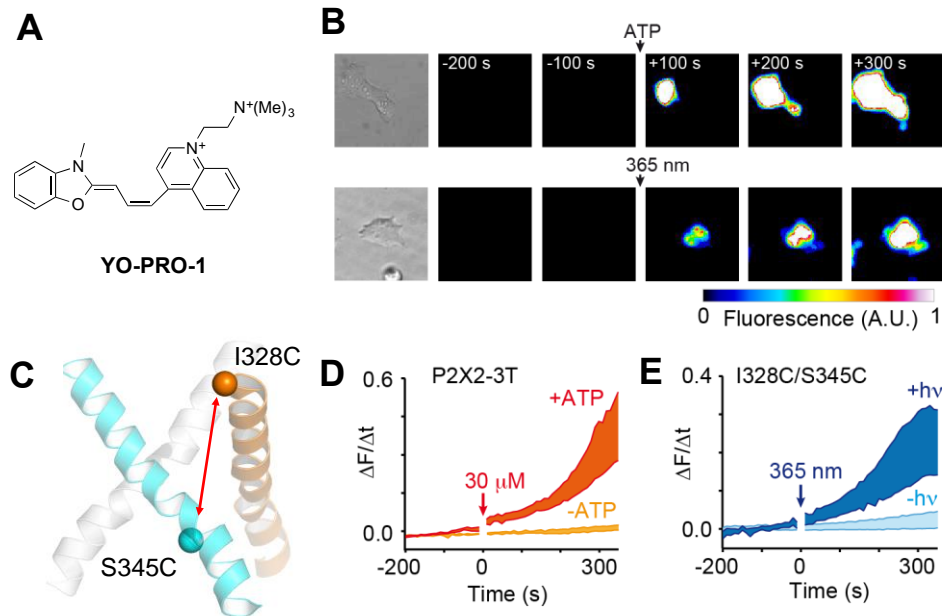 A
N⁺(Me)₃
N
N⁺
O
YO-PRO-1
B
ATP
-200 s
-100 s
+100 s
+200 s
+300 s
365 nm
0 Fluorescence (A.U.) 1
C
I328C
S345C
D
P2X2-3T
0.6
+ATP
ΔF/Δt
30 μM
-ATP
0.0
-200
0
300
Time (s)
E
I328C/S345C
0.4
+hν
ΔF/Δt
365 nm
-hν
0.0
-200
0
300
Time (s)